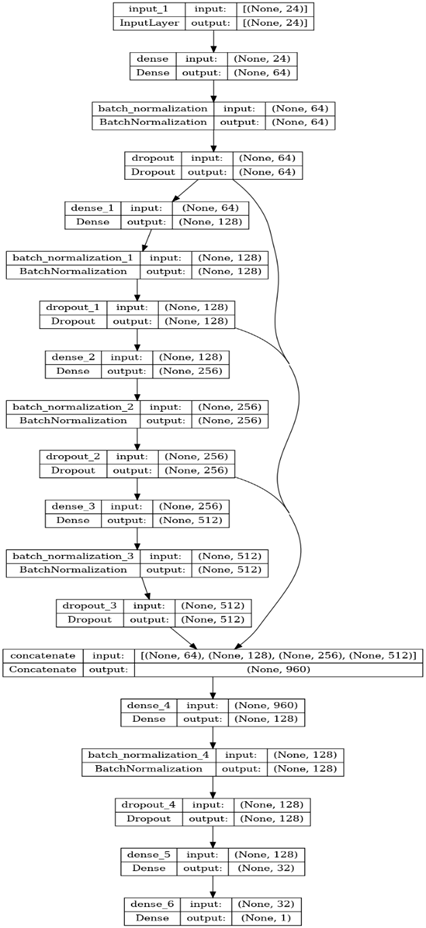 input_1 input: [(None, 24)]
InputLayer output: [(None, 24)]
dense input: (None, 24)
Dense output: (None, 64)
batch_normalization input: (None, 64)
BatchNormalization output: (None, 64)
dropout input: (None, 64)
Dropout output: (None, 64)
dense_1 input: (None, 64)
Dense output: (None, 128)
batch_normalization_1 input: (None, 128)
BatchNormalization output: (None, 128)
dropout_1 input: (None, 128)
Dropout output: (None, 128)
dense_2 input: (None, 128)
Dense output: (None, 256)
batch_normalization_2 input: (None, 256)
BatchNormalization output: (None, 256)
dropout_2 input: (None, 256)
Dropout output: (None, 256)
dense_3 input: (None, 256)
Dense output: (None, 512)
batch_normalization_3 input: (None, 512)
BatchNormalization output: (None, 512)
dropout_3 input: (None, 512)
Dropout output: (None, 512)
concatenate input: [(None, 64), (None, 128), (None, 256), (None, 512)]
Concatenate output: (None, 960)
dense_4 input: (None, 960)
Dense output: (None, 128)
batch_normalization_4 input: (None, 128)
BatchNormalization output: (None, 128)
dropout_4 input: (None, 128)
Dropout output: (None, 128)
dense_5 input: (None, 128)
Dense output: (None, 32)
dense_6 input: (None, 32)
Dense output: (None, 1)